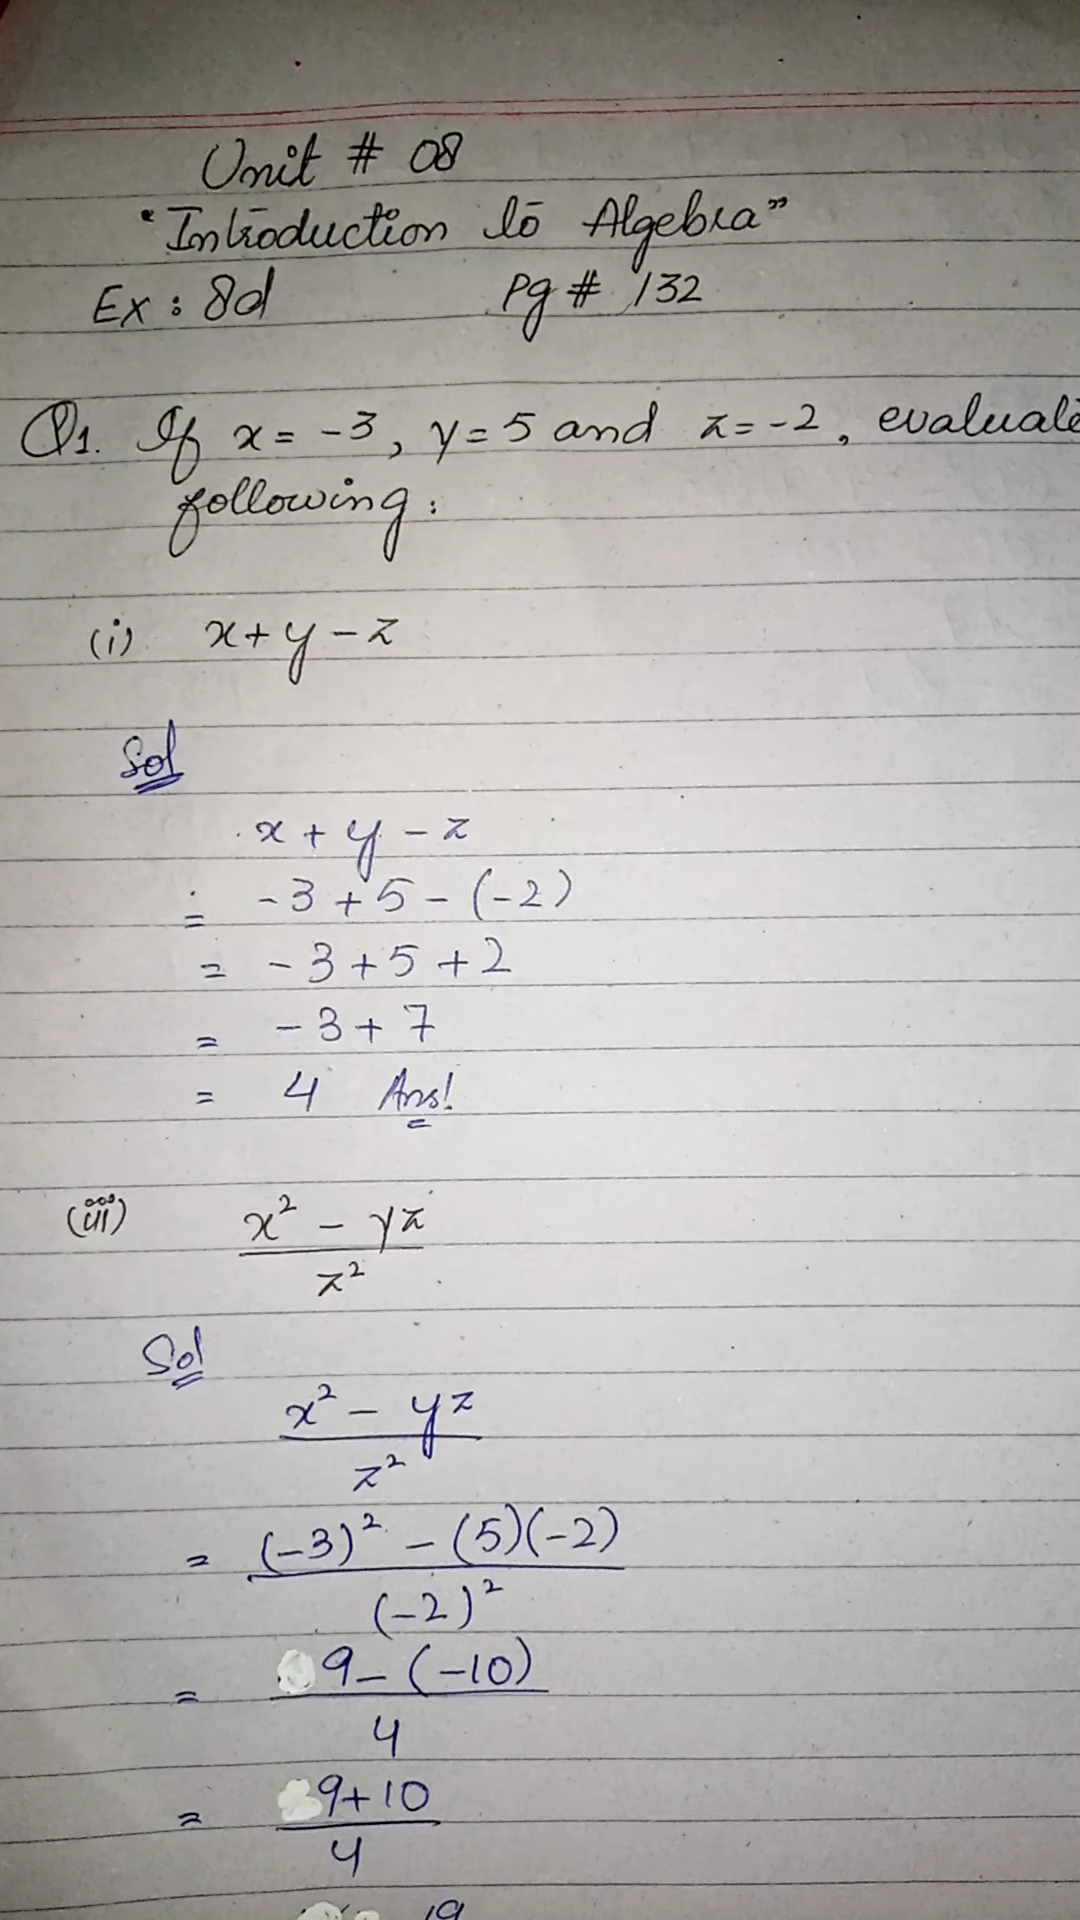 Unit # 08
"Introduction to Algebra"
Ex : 8d Pg # 132
Q1. If x = -3, y = 5 and z = -2, evaluate
following :
(i) x + y - z
Sol
x + y - z
= -3 + 5 - (-2)
= -3 + 5 + 2
= -3 + 7
= 4 Ans!
(iii) x² - yz
z²
Sol
x² - yz
z²
= (-3)² - (5)(-2)
(-2)²
= 9 - (-10)
4
= 9 + 10
4
19